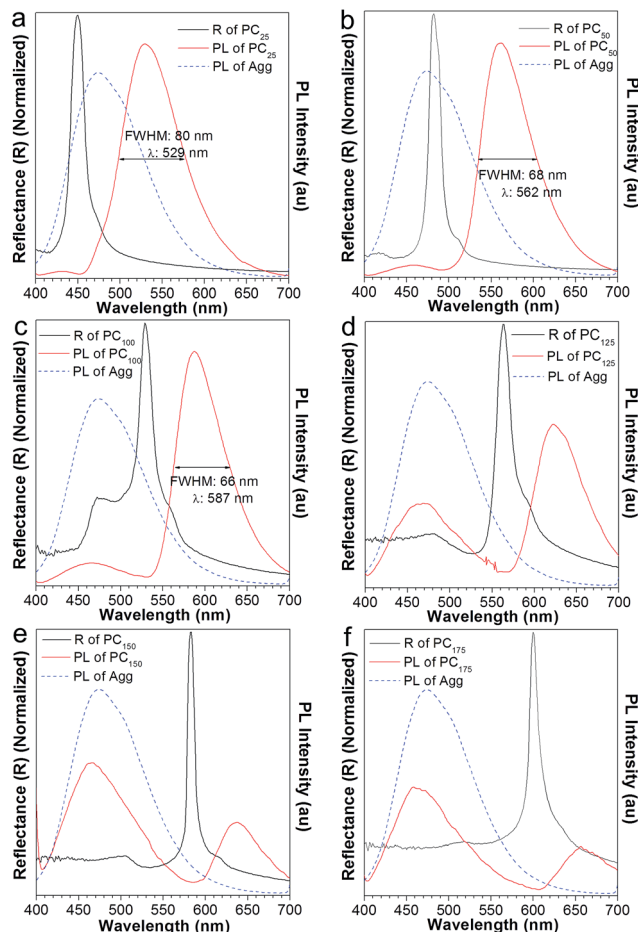 a
R of PC25
PL of PC25
PL of Agg
FWHM: 80 nm
λ: 529 nm
Reflectance (R) (Normalized)
PL Intensity (au)
400 450 500 550 600 650 700
Wavelength (nm)
b
R of PC50
PL of PC50
PL of Agg
FWHM: 68 nm
λ: 562 nm
Reflectance (R) (Normalized)
PL Intensity (au)
400 450 500 550 600 650 700
Wavelength (nm)
c
R of PC100
PL of PC100
PL of Agg
FWHM: 66 nm
λ: 587 nm
Reflectance (R) (Normalized)
PL Intensity (au)
400 450 500 550 600 650 700
Wavelength (nm)
d
R of PC125
PL of PC125
PL of Agg
Reflectance (R) (Normalized)
PL Intensity (au)
400 450 500 550 600 650 700
Wavelength (nm)
e
R of PC150
PL of PC150
PL of Agg
Reflectance (R) (Normalized)
PL Intensity (au)
400 450 500 550 600 650 700
Wavelength (nm)
f
R of PC175
PL of PC175
PL of Agg
Reflectance (R) (Normalized)
PL Intensity (au)
400 450 500 550 600 650 700
Wavelength (nm)